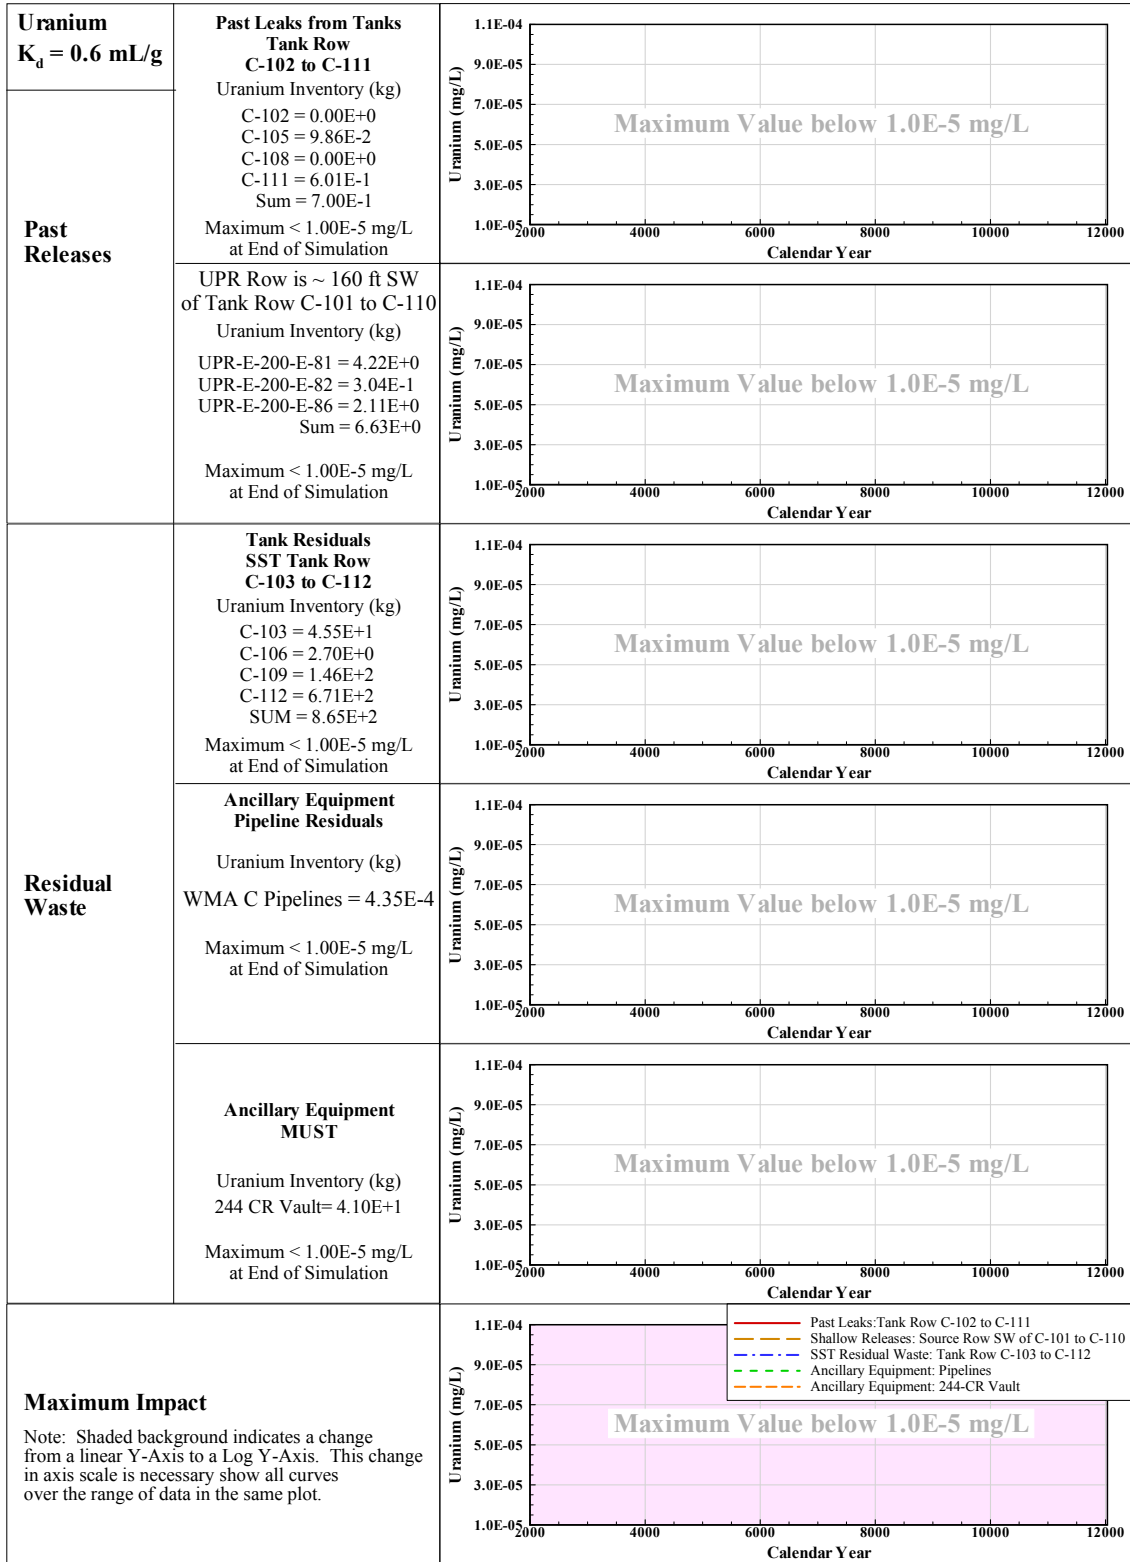 Uranium
Kd = 0.6 mL/g
Past Leaks from Tanks
Tank Row
C-102 to C-111
Uranium Inventory (kg)
C-102 = 0.00E+0
C-105 = 9.86E-2
C-108 = 0.00E+0
C-111 = 6.01E-1
Sum = 7.00E-1
Maximum < 1.00E-5 mg/L
at End of Simulation
Uranium (mg/L)
1.1E-04
9.0E-05
7.0E-05
5.0E-05
3.0E-05
1.0E-05
Maximum Value below 1.0E-5 mg/L
2000 4000 6000 8000 10000 12000
Calendar Year
Past
Releases
UPR Row is ~ 160 ft SW
of Tank Row C-101 to C-110
Uranium Inventory (kg)
UPR-E-200-E-81 = 4.22E+0
UPR-E-200-E-82 = 3.04E-1
UPR-E-200-E-86 = 2.11E+0
Sum = 6.63E+0
Maximum < 1.00E-5 mg/L
at End of Simulation
Uranium (mg/L)
1.1E-04
9.0E-05
7.0E-05
5.0E-05
3.0E-05
1.0E-05
Maximum Value below 1.0E-5 mg/L
2000 4000 6000 8000 10000 12000
Calendar Year
Residual
Waste
Tank Residuals
SST Tank Row
C-103 to C-112
Uranium Inventory (kg)
C-103 = 4.55E+1
C-106 = 2.70E+0
C-109 = 1.46E+2
C-112 = 6.71E+2
SUM = 8.65E+2
Maximum < 1.00E-5 mg/L
at End of Simulation
Uranium (mg/L)
1.1E-04
9.0E-05
7.0E-05
5.0E-05
3.0E-05
1.0E-05
Maximum Value below 1.0E-5 mg/L
2000 4000 6000 8000 10000 12000
Calendar Year
Ancillary Equipment
Pipeline Residuals
Uranium Inventory (kg)
WMA C Pipelines = 4.35E-4
Maximum < 1.00E-5 mg/L
at End of Simulation
Uranium (mg/L)
1.1E-04
9.0E-05
7.0E-05
5.0E-05
3.0E-05
1.0E-05
Maximum Value below 1.0E-5 mg/L
2000 4000 6000 8000 10000 12000
Calendar Year
Ancillary Equipment
MUST
Uranium Inventory (kg)
244 CR Vault= 4.10E+1
Maximum < 1.00E-5 mg/L
at End of Simulation
Uranium (mg/L)
1.1E-04
9.0E-05
7.0E-05
5.0E-05
3.0E-05
1.0E-05
Maximum Value below 1.0E-5 mg/L
2000 4000 6000 8000 10000 12000
Calendar Year
Maximum Impact
Note: Shaded background indicates a change
from a linear Y-Axis to a Log Y-Axis. This change
in axis scale is necessary show all curves
over the range of data in the same plot.
Uranium (mg/L)
1.1E-04
9.0E-05
7.0E-05
5.0E-05
3.0E-05
1.0E-05
Past Leaks:Tank Row C-102 to C-111
Shallow Releases: Source Row SW of C-101 to C-110
SST Residual Waste: Tank Row C-103 to C-112
Ancillary Equipment: Pipelines
Ancillary Equipment: 244-CR Vault
Maximum Value below 1.0E-5 mg/L
2000 4000 6000 8000 10000 12000
Calendar Year